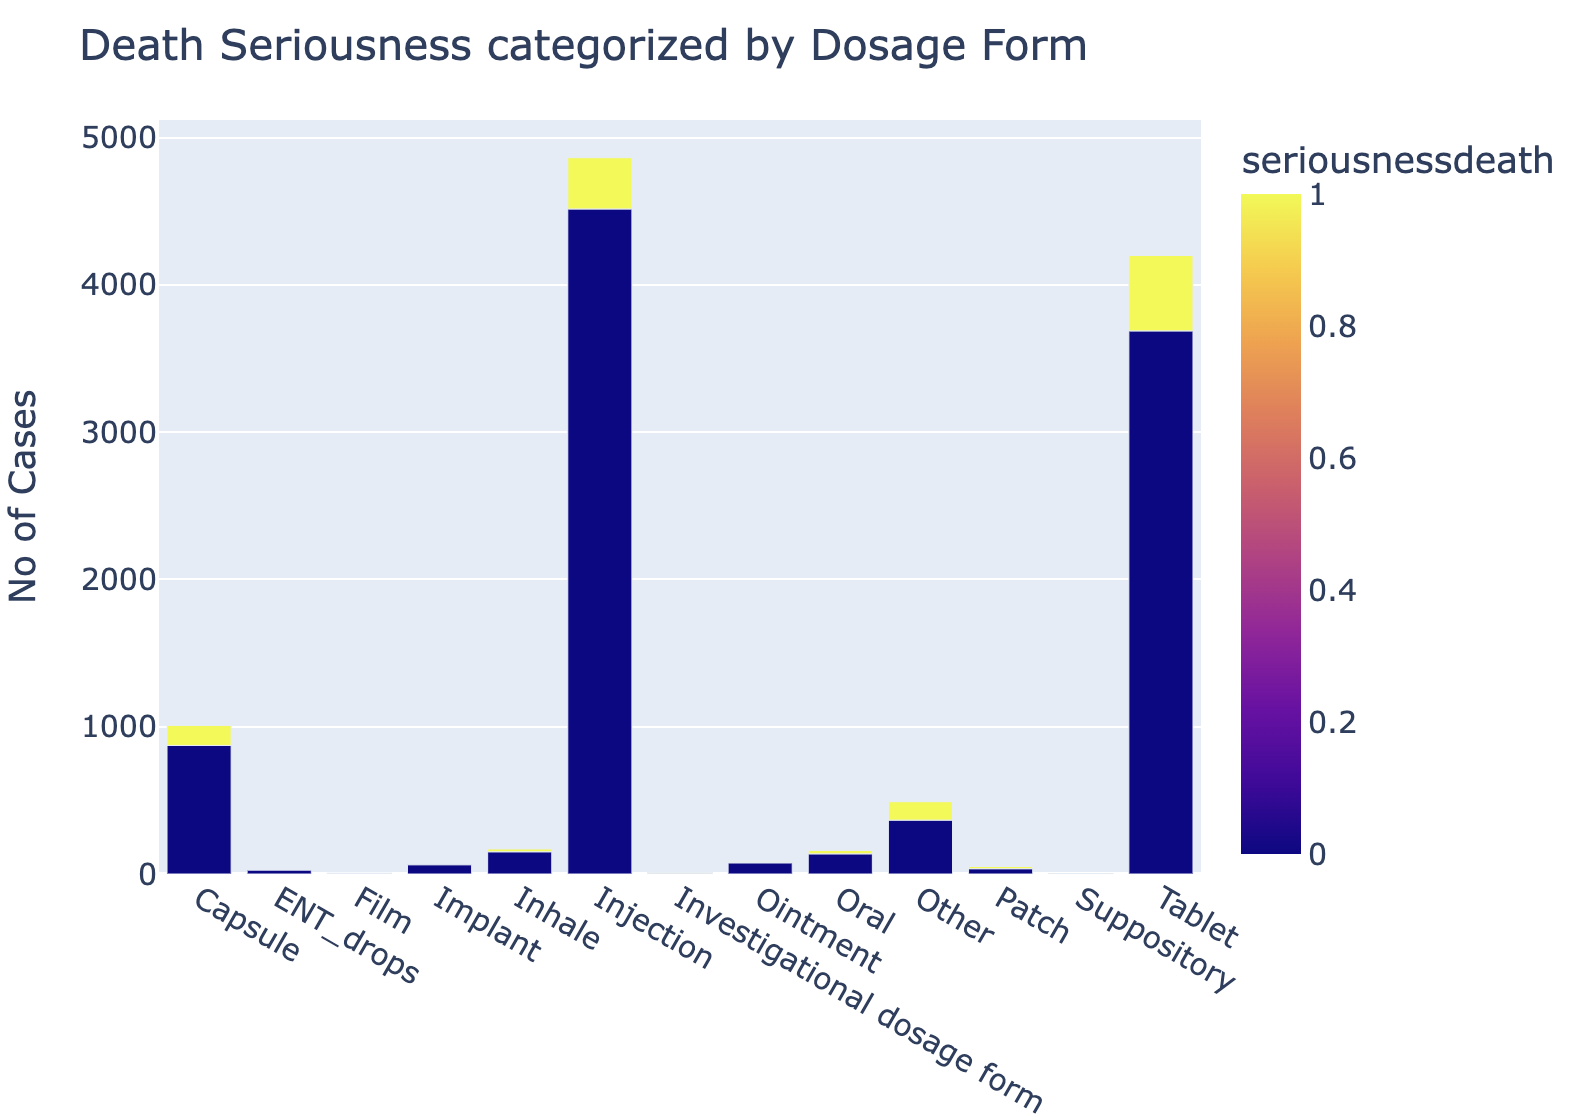 Death Seriousness categorized by Dosage Form
No of Cases
5000
4000
3000
2000
1000
0
Capsule
ENT_drops
Film
Implant
Inhale
Injection
Investigational dosage form
Ointment
Oral
Other
Patch
Suppository
Tablet
seriousnessdeath
1
0.8
0.6
0.4
0.2
0